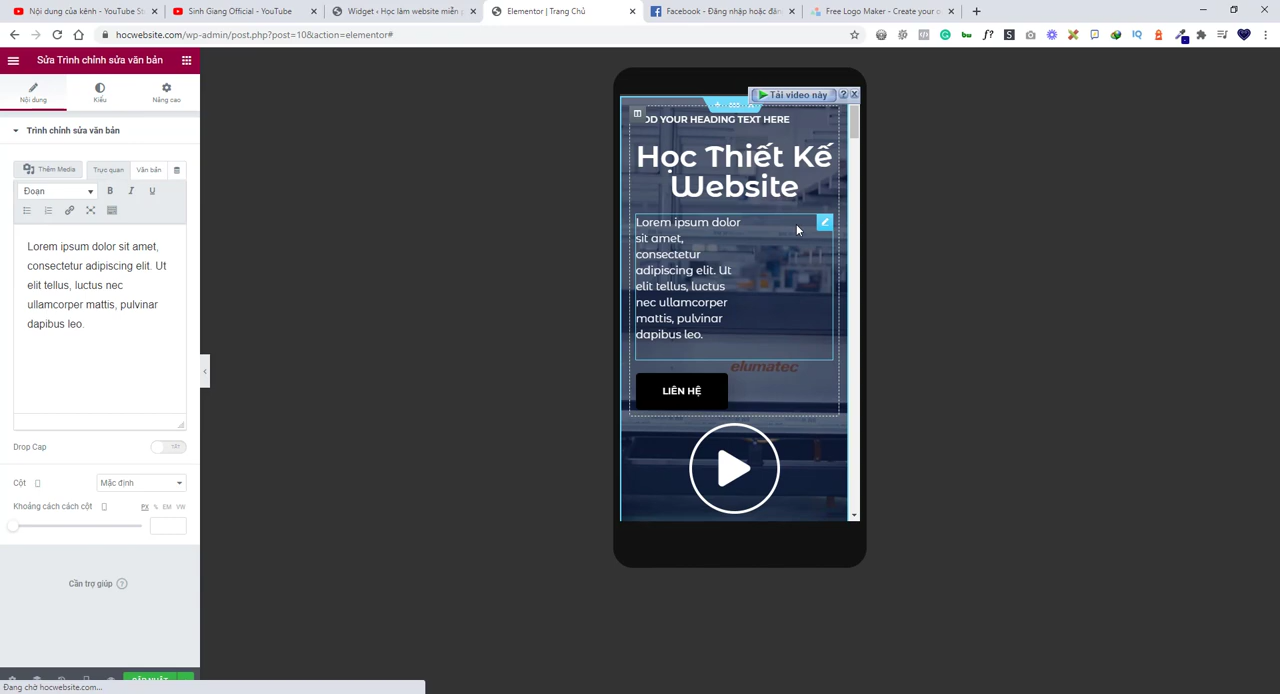 Nội dung của kênh - YouTube St
Sinh Giang Official - YouTube
Widget ‹ Học làm website miễn p
Elementor | Trang Chủ
Facebook - Đăng nhập hoặc đăn
Free Logo Maker - Create your o
hocwebsite.com/wp-admin/post.php?post=10&action=elementor#
Sửa Trình chỉnh sửa văn bản
Nội dung
Kiểu
Nâng cao
Trình chỉnh sửa văn bản
Thêm Media
Trực quan
Văn bản
Đoạn
B I U
Lorem ipsum dolor sit amet,
consectetur adipiscing elit. Ut
elit tellus, luctus nec
ullamcorper mattis, pulvinar
dapibus leo.
Drop Cap
TẮT
Cột
Mặc định
Khoảng cách cách cột
PX % EM VW
Cần trợ giúp
CẬP NHẬT
Đang chờ hocwebsite.com...
Tải video này
DD YOUR HEADING TEXT HERE
Học Thiết Kế
Website
Lorem ipsum dolor
sit amet,
consectetur
adipiscing elit. Ut
elit tellus, luctus
nec ullamcorper
mattis, pulvinar
dapibus leo.
elumatec
LIÊN HỆ